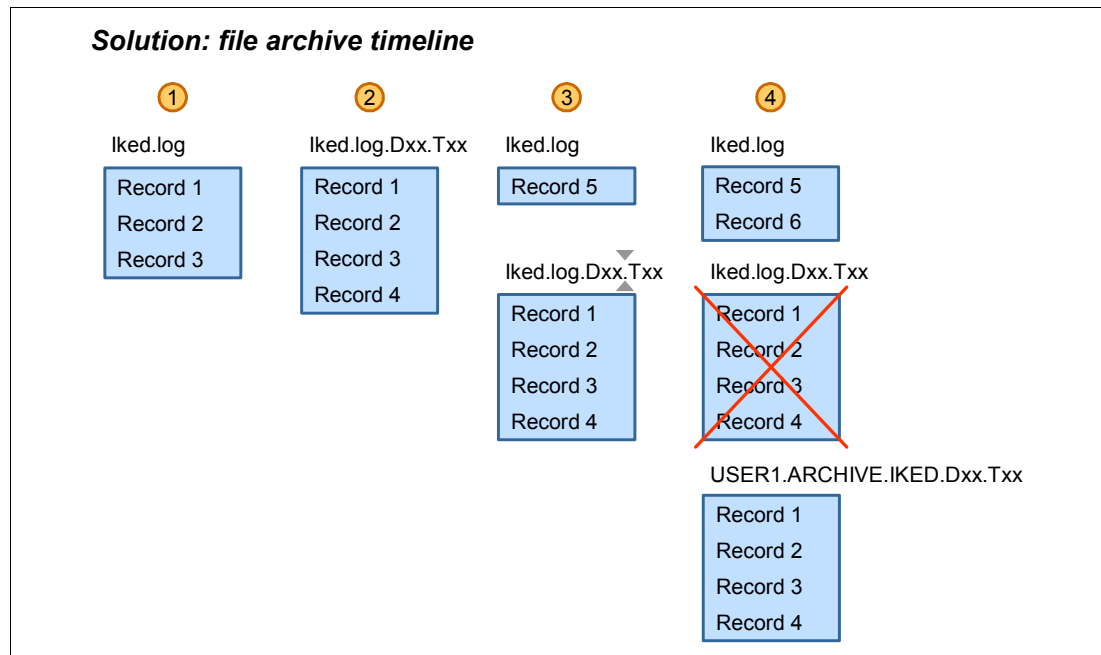 Solution: file archive timeline
1
2
3
4
Iked.log
Record 1
Record 2
Record 3
Iked.log.Dxx.Txx
Record 1
Record 2
Record 3
Record 4
Iked.log
Record 5
Iked.log.Dxx.Txx
Record 1
Record 2
Record 3
Record 4
Iked.log
Record 5
Record 6
Iked.log.Dxx.Txx
Record 1
Record 2
Record 3
Record 4
USER1.ARCHIVE.IKED.Dxx.Txx
Record 1
Record 2
Record 3
Record 4